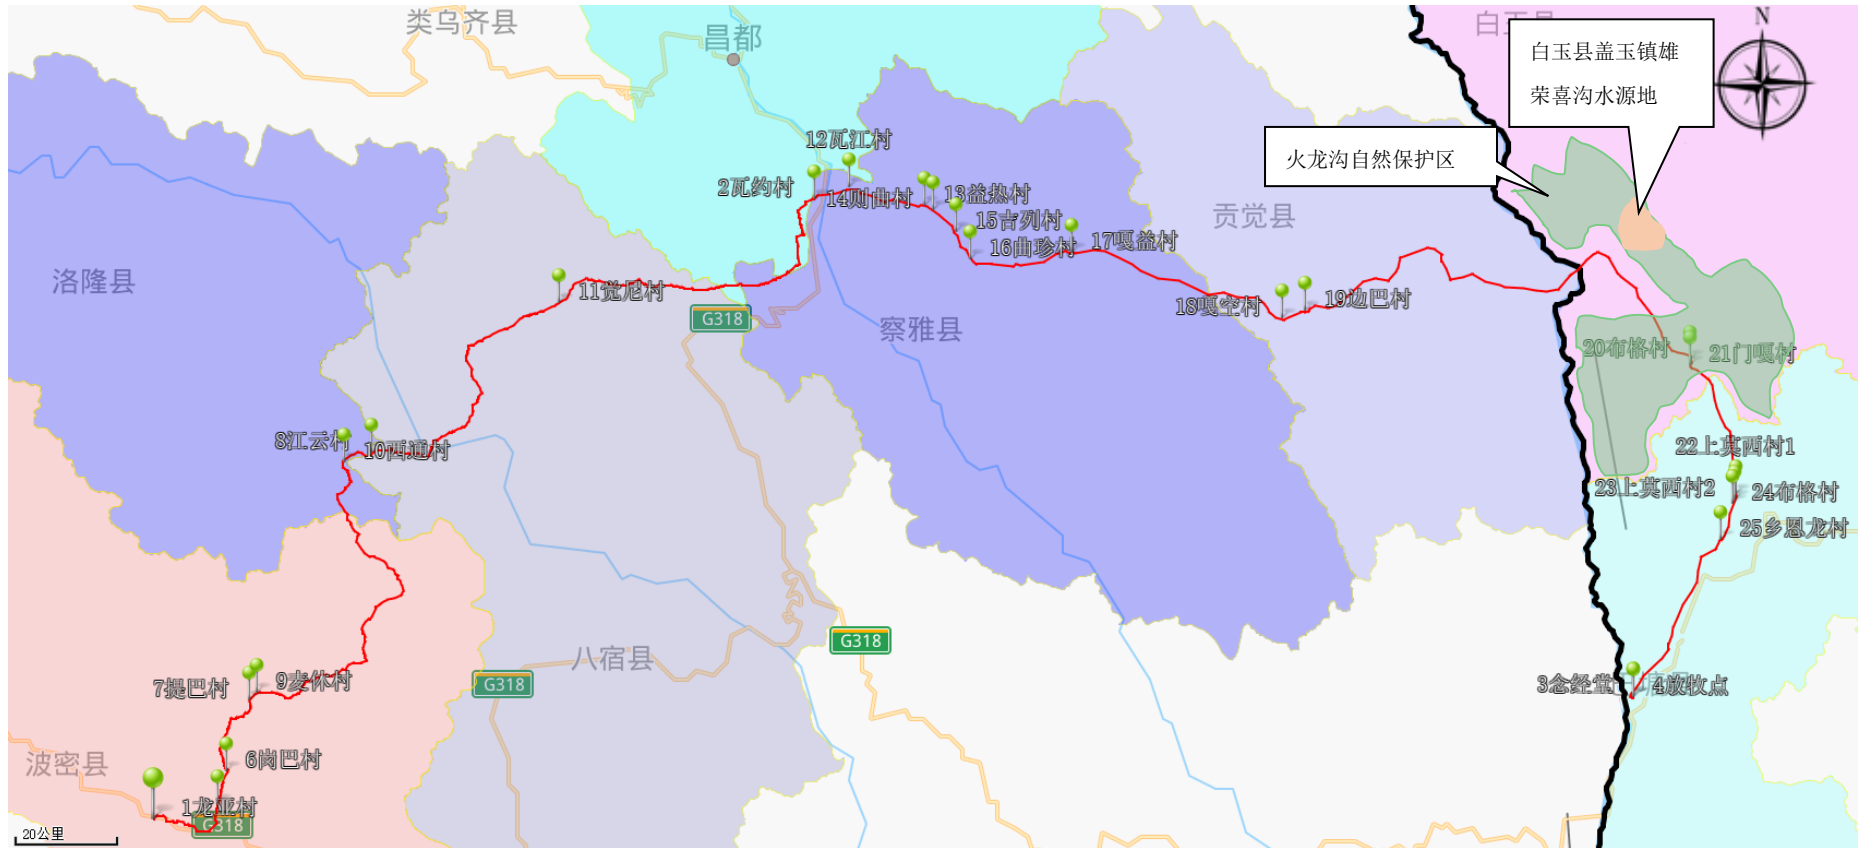 类乌齐县
昌都
白玉县
N
白玉县盖玉镇雄
荣喜沟水源地
火龙沟自然保护区
12瓦江村
2瓦约村
14则曲村
13益热村
15吉列村
16曲珍村
17嘎益村
贡觉县
洛隆县
11觉尼村
G318
察雅县
18嘎空村
19边巴村
20布格村
21门嘎村
8江云村
10西通村
22上莫西村1
23上莫西村2
24布格村
25乡恩龙村
G318
八宿县
G318
7提巴村
9麦休村
3念经堂
4放牧点
6岗巴村
波密县
1龙亚村
G318
20公里